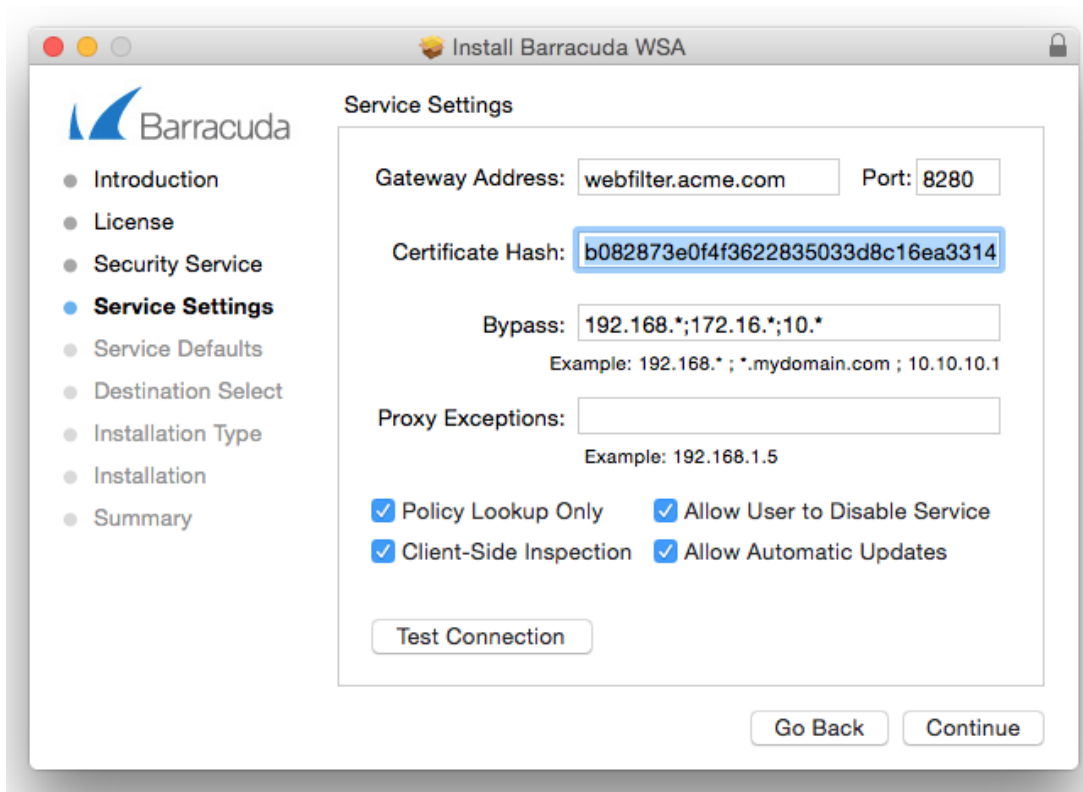 Install Barracuda WSA
Barracuda
Introduction
License
Security Service
Service Settings
Service Defaults
Destination Select
Installation Type
Installation
Summary
Service Settings
Gateway Address: webfilter.acme.com Port: 8280
Certificate Hash: b082873e0f4f3622835033d8c16ea3314
Bypass: 192.168.*;172.16.*;10.*
Example: 192.168.* ; *.mydomain.com ; 10.10.10.1
Proxy Exceptions:
Example: 192.168.1.5
Policy Lookup Only Allow User to Disable Service
Client-Side Inspection Allow Automatic Updates
Test Connection
Go Back Continue